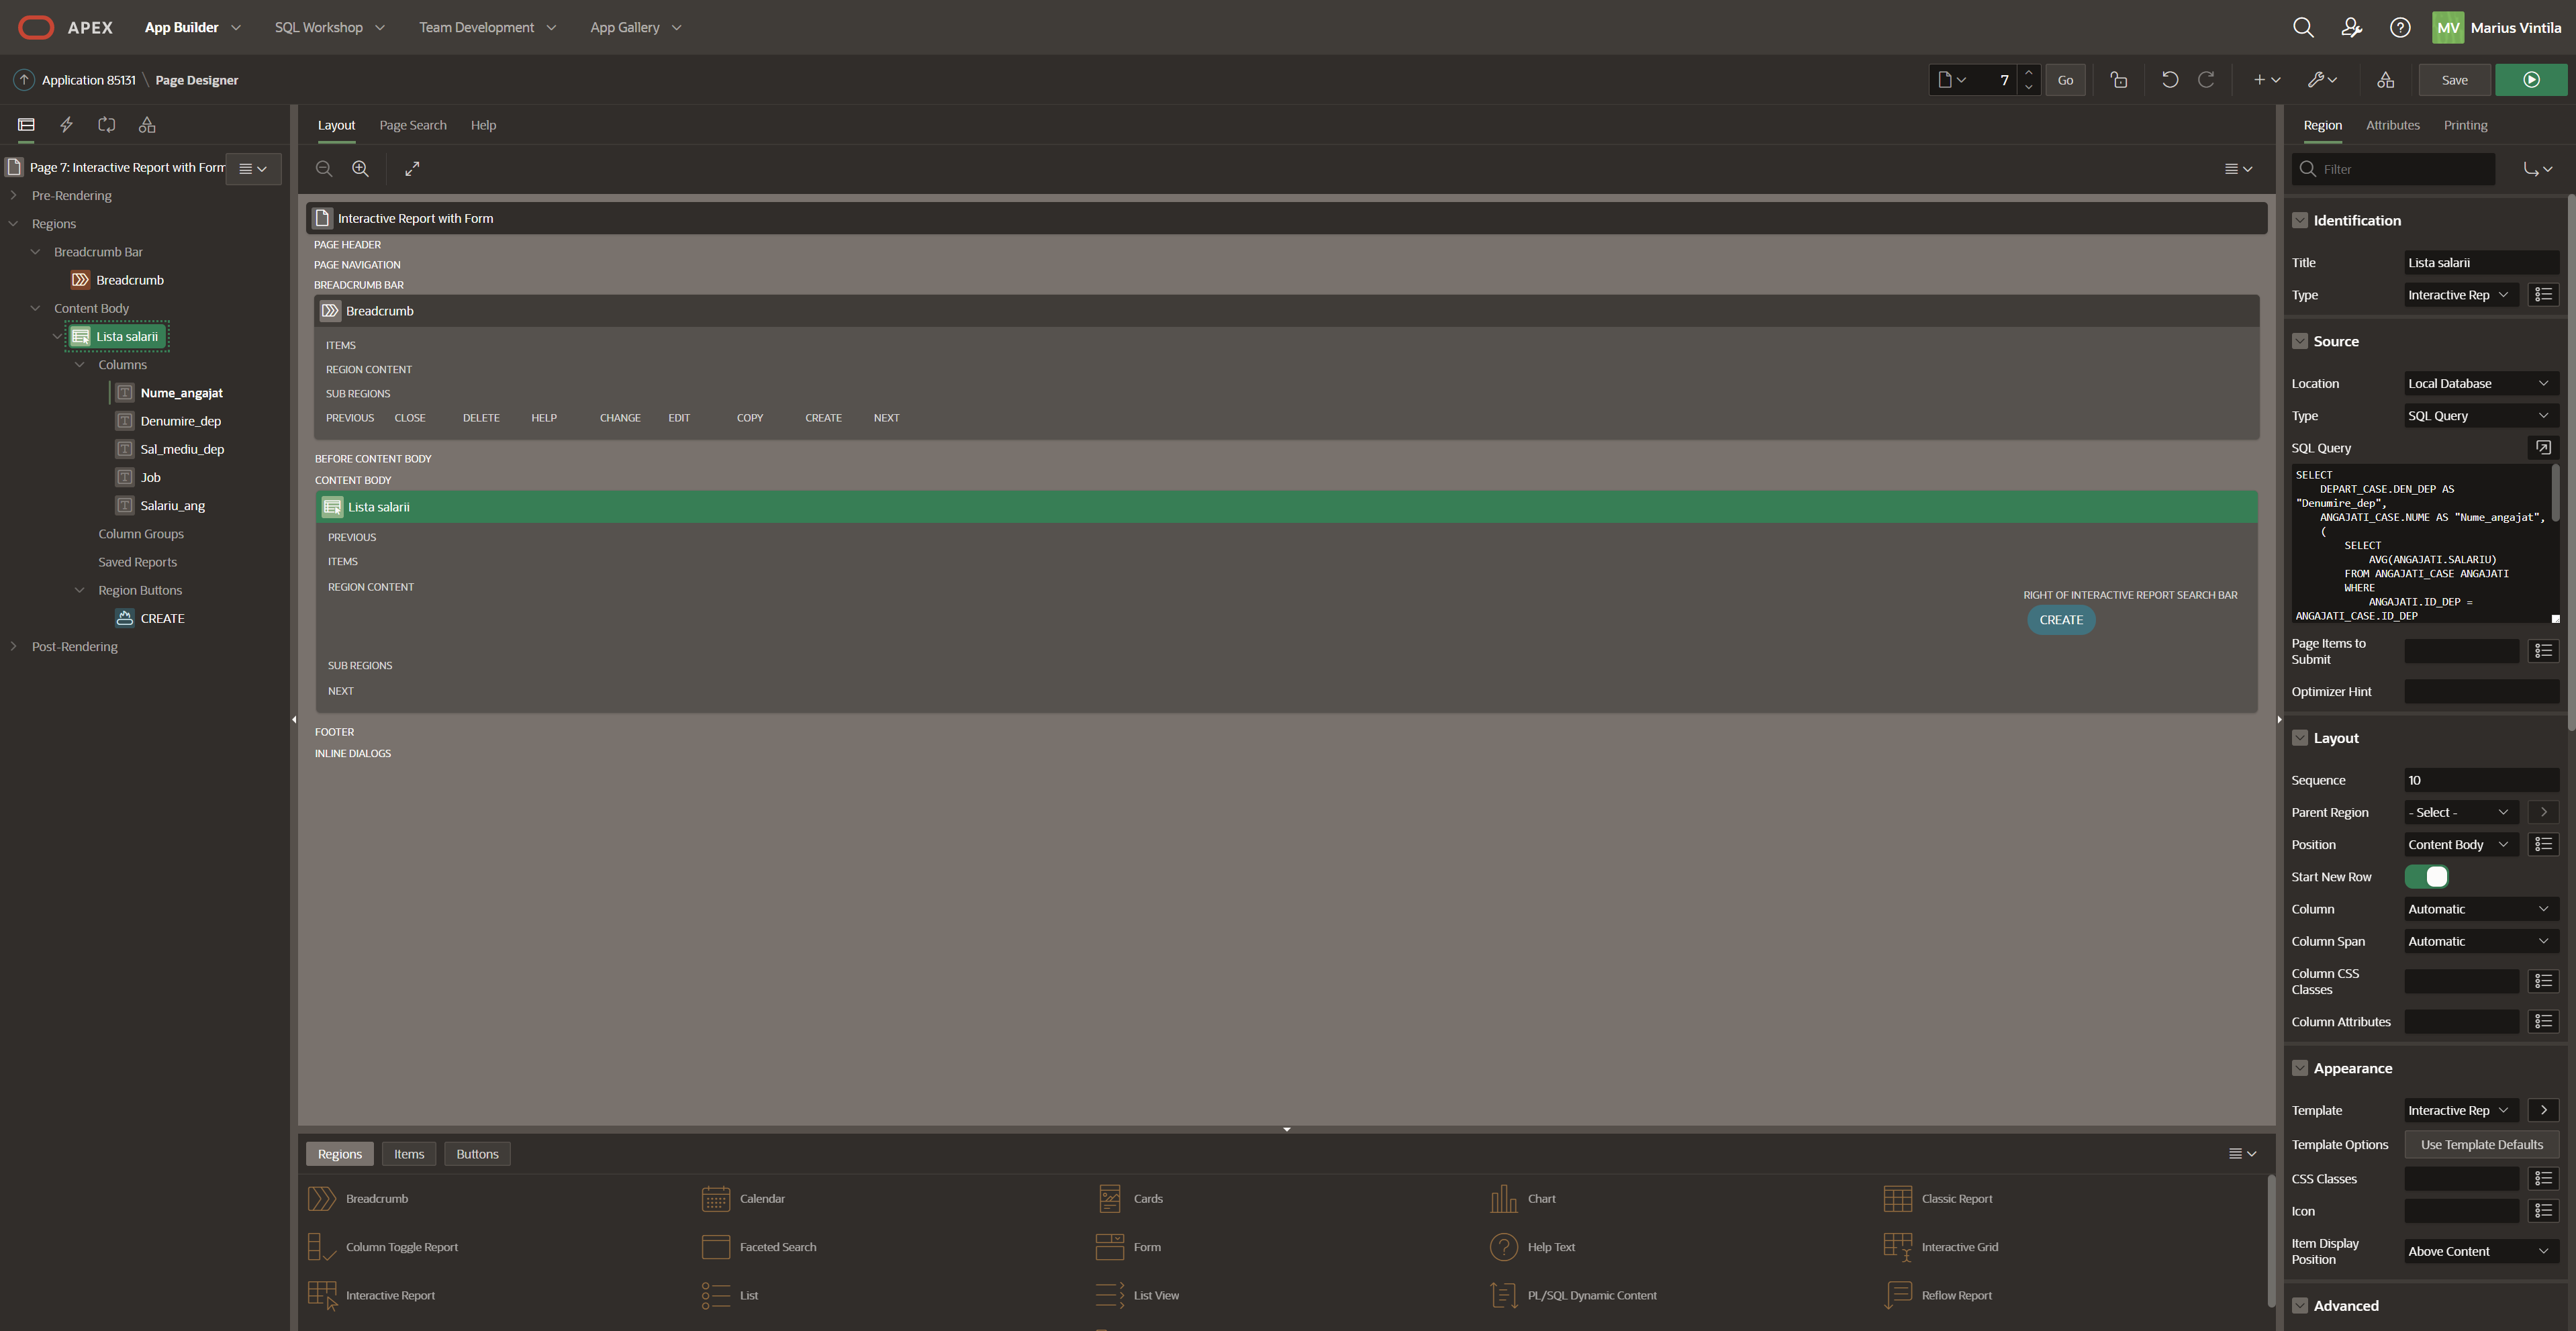 APEX
App Builder
SQL Workshop
Team Development
App Gallery
MV
Marius Vintila
Application 85131 \ Page Designer
7
Go
Save
Page 7: Interactive Report with Form
Pre-Rendering
Regions
Breadcrumb Bar
Breadcrumb
Content Body
Lista salarii
Columns
Nume_angajat
Denumire_dep
Sal_mediu_dep
Job
Salariu_ang
Column Groups
Saved Reports
Region Buttons
CREATE
Post-Rendering
Layout
Page Search
Help
Interactive Report with Form
PAGE HEADER
PAGE NAVIGATION
BREADCRUMB BAR
Breadcrumb
ITEMS
REGION CONTENT
SUB REGIONS
PREVIOUS CLOSE DELETE HELP CHANGE EDIT COPY CREATE NEXT
BEFORE CONTENT BODY
CONTENT BODY
Lista salarii
PREVIOUS
ITEMS
REGION CONTENT
RIGHT OF INTERACTIVE REPORT SEARCH BAR
CREATE
SUB REGIONS
NEXT
FOOTER
INLINE DIALOGS
Regions
Items
Buttons
Breadcrumb
Calendar
Cards
Chart
Classic Report
Column Toggle Report
Faceted Search
Form
Help Text
Interactive Grid
Interactive Report
List
List View
PL/SQL Dynamic Content
Reflow Report
Region
Attributes
Printing
Filter
Identification
Title Lista salarii
Type Interactive Rep
Source
Location Local Database
Type SQL Query
SQL Query
SELECT
DEPART_CASE.DEN_DEP AS
"Denumire_dep",
ANGAJATI_CASE.NUME AS "Nume_angajat",
(
SELECT
AVG(ANGAJATI.SALARIU)
FROM ANGAJATI_CASE ANGAJATI
WHERE
ANGAJATI.ID_DEP =
ANGAJATI_CASE.ID_DEP
Page Items to
Submit
Optimizer Hint
Layout
Sequence 10
Parent Region - Select -
Position Content Body
Start New Row
Column Automatic
Column Span Automatic
Column CSS
Classes
Column Attributes
Appearance
Template Interactive Rep
Template Options Use Template Defaults
CSS Classes
Icon
Item Display
Position
Above Content
Advanced